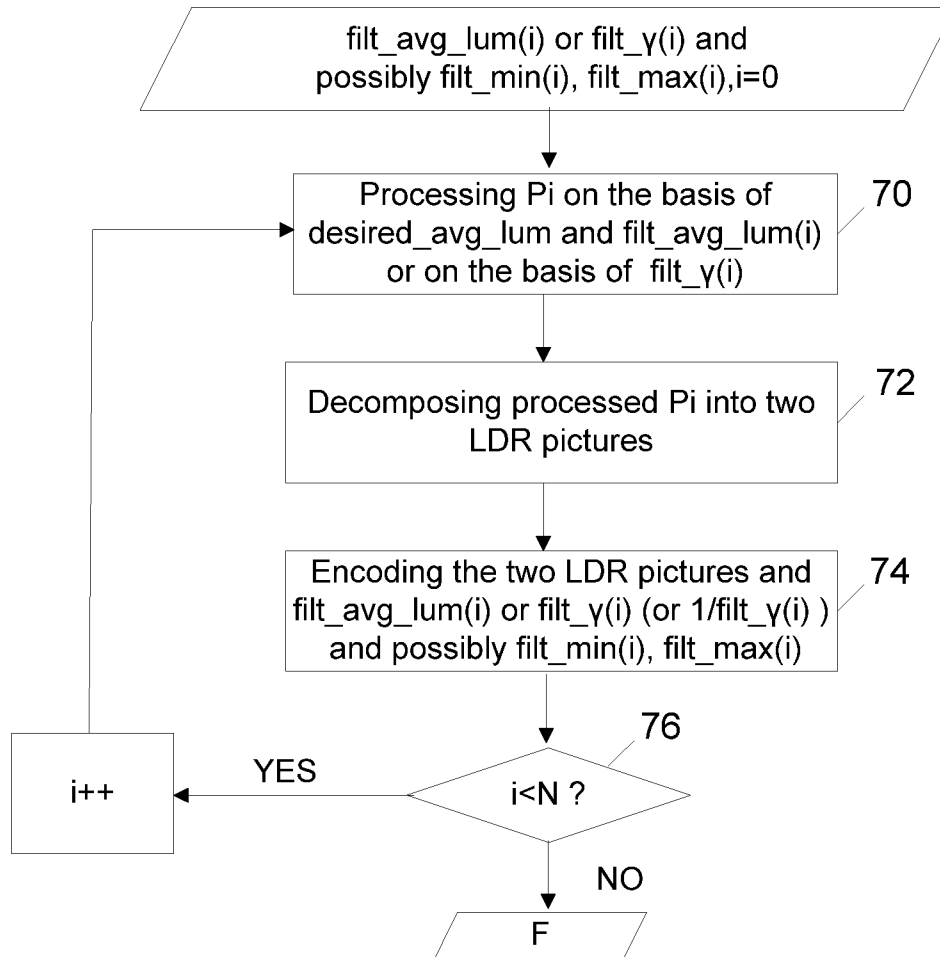 filt_avg_lum(i) or filt_γ(i) and
possibly filt_min(i), filt_max(i),i=0
Processing Pi on the basis of
desired_avg_lum and filt_avg_lum(i)
or on the basis of filt_γ(i)
70
Decomposing processed Pi into two
LDR pictures
72
Encoding the two LDR pictures and
filt_avg_lum(i) or filt_γ(i) (or 1/filt_γ(i) )
and possibly filt_min(i), filt_max(i)
74
76
i<N ?
YES
i++
NO
F